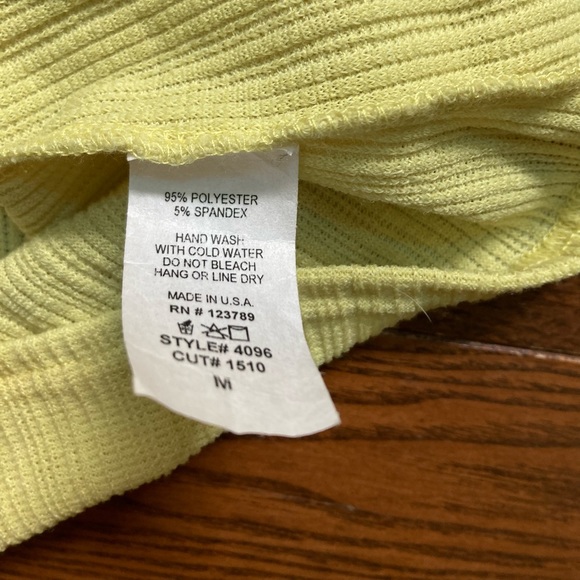 95% POLYESTER
5% SPANDEX
HAND WASH
WITH COLD WATER
DO NOT BLEACH
HANG OR LINE DRY
MADE IN U.S.A.
RN # 123789
STYLE# 4096
CUT# 1510
M